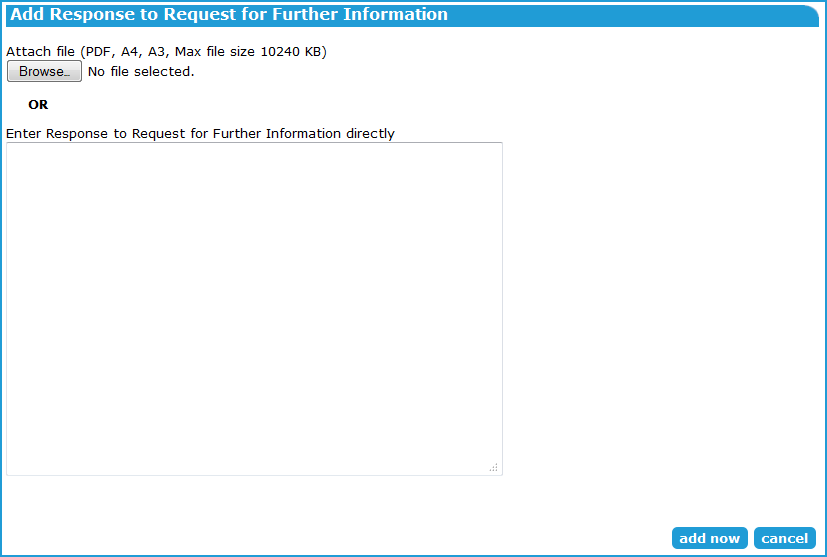 Add Response to Request for Further Information
Attach file (PDF, A4, A3, Max file size 10240 KB)
Browse... No file selected.
OR
Enter Response to Request for Further Information directly
add now cancel